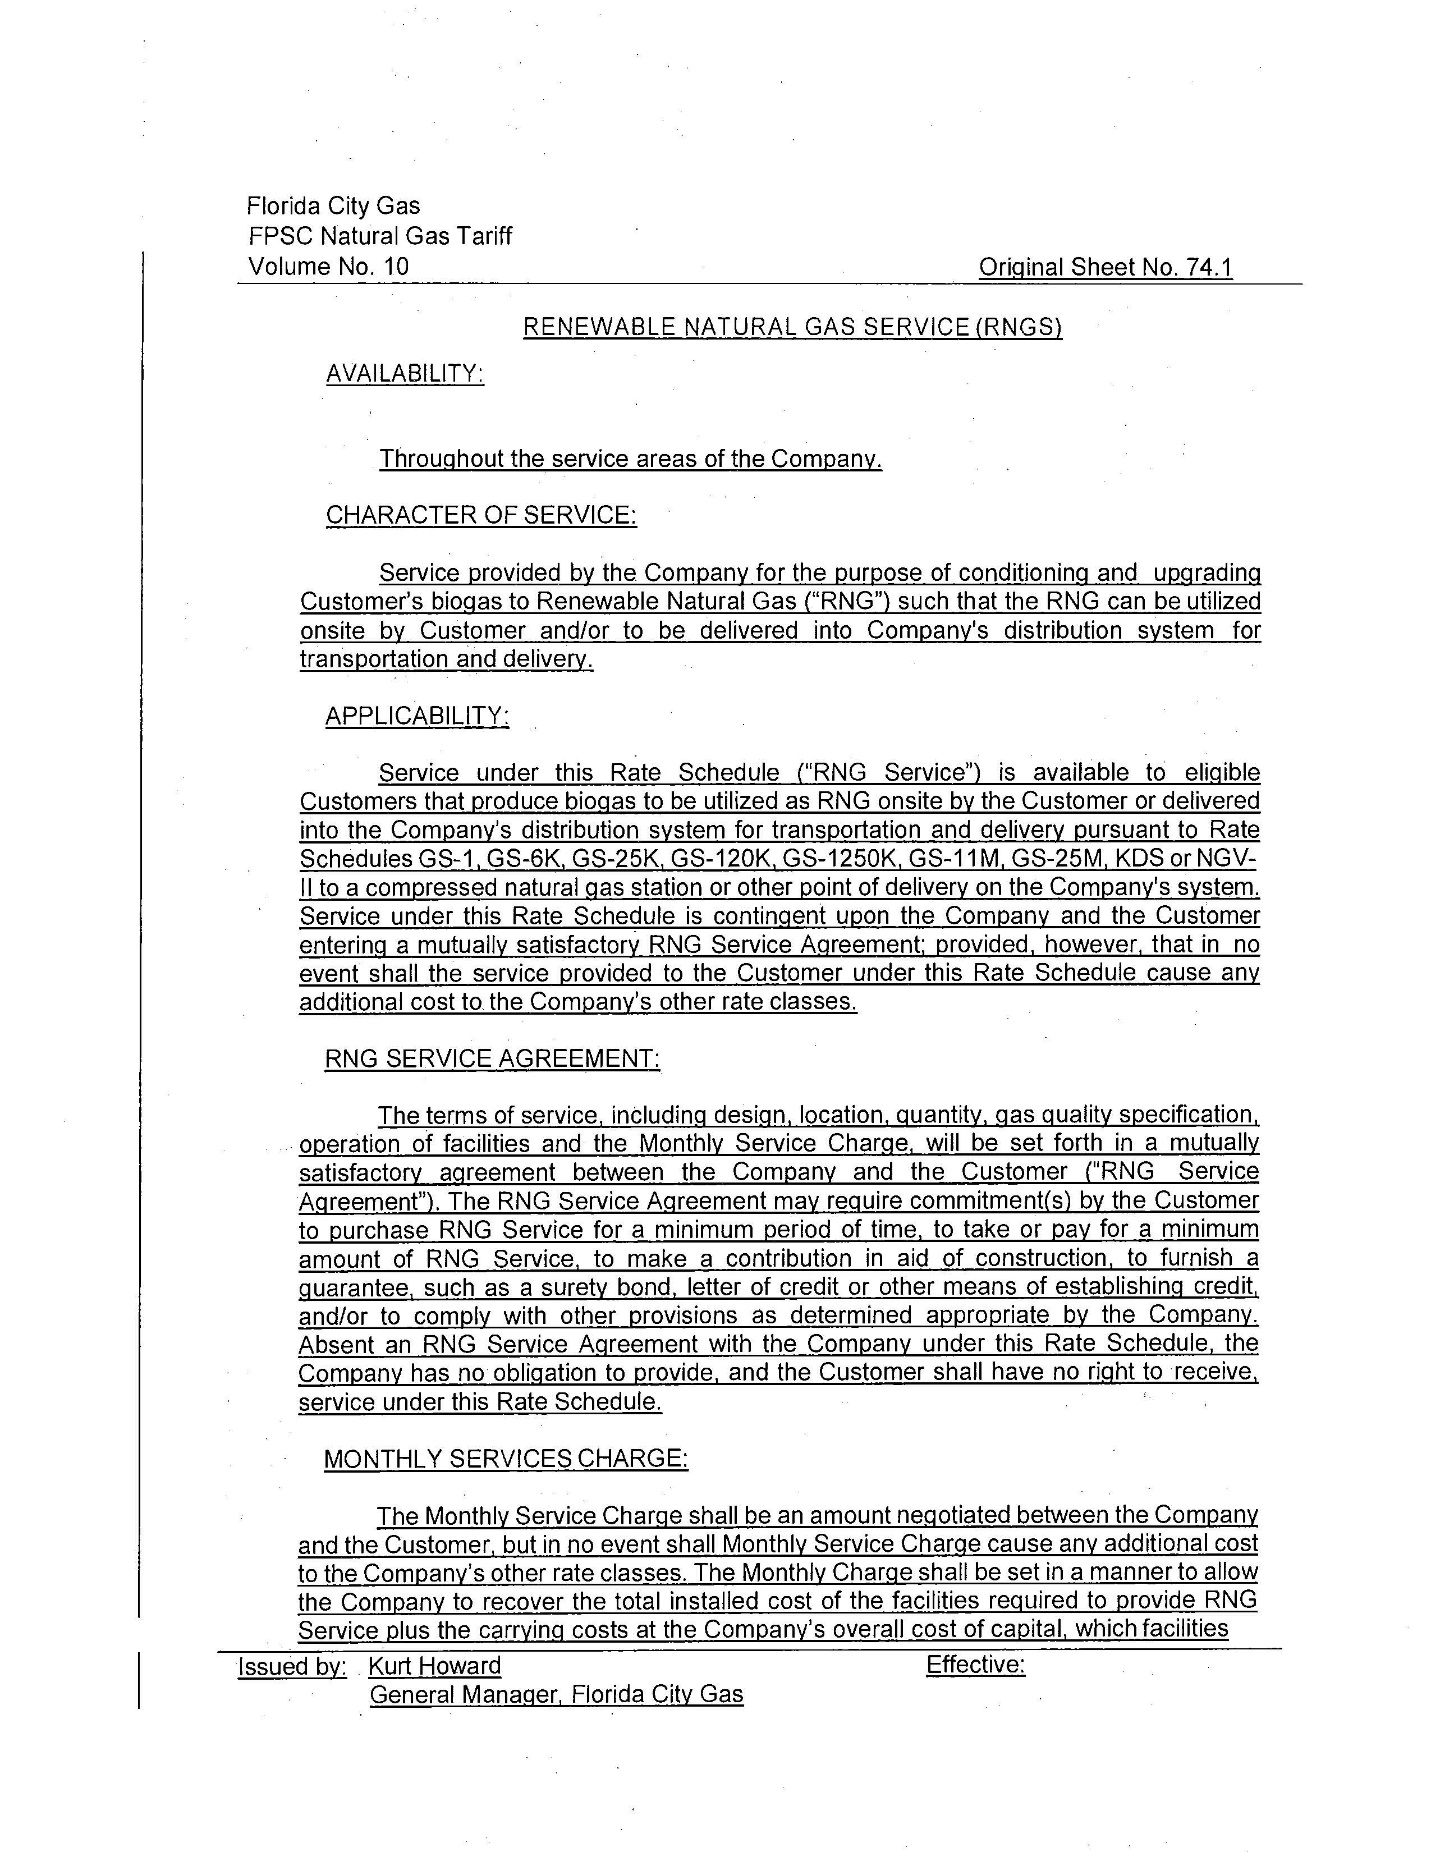 Florida City Gas
FPSC Natural Gas Tariff
Volume No. 10
Original Sheet No. 74.1
RENEWABLE NATURAL GAS SERVICE (RNGS)
AVAILABILITY:
Throughout the service areas of the Company.
CHARACTER OF SERVICE:
Service provided by the Company for the purpose of conditioning and upgrading
Customer's biogas to Renewable Natural Gas (“RNG”) such that the RNG can be utilized
onsite by Customer and/or to be delivered into Company's distribution system for
transportation and delivery.
APPLICABILITY:
Service under this Rate Schedule (“RNG Service”) is available to eligible
Customers that produce biogas to be utilized as RNG onsite by the Customer or delivered
into the Company's distribution system for transportation and delivery pursuant to Rate
Schedules GS-1, GS-6K, GS-25K, GS-120K, GS-1250K, GS-11M, GS-25M, KDS or NGV-
II to a compressed natural gas station or other point of delivery on the Company's system.
Service under this Rate Schedule is contingent upon the Company and the Customer
entering a mutually satisfactory RNG Service Agreement; provided, however, that in no
event shall the service provided to the Customer under this Rate Schedule cause any
additional cost to the Company's other rate classes.
RNG SERVICE AGREEMENT:
The terms of service, including design, location, quantity, gas quality specification,
operation of facilities and the Monthly Service Charge, will be set forth in a mutually
satisfactory agreement between the Company and the Customer ("RNG Service
Agreement”). The RNG Service Agreement may require commitment(s) by the Customer
to purchase RNG Service for a minimum period of time, to take or pay for a minimum
amount of RNG Service, to make a contribution in aid of construction, to furnish a
guarantee, such as a surety bond, letter of credit or other means of establishing credit,
and/or to comply with other provisions as determined appropriate by the Company.
Absent an RNG Service Agreement with the Company under this Rate Schedule, the
Company has no obligation to provide, and the Customer shall have no right to receive,
service under this Rate Schedule.
MONTHLY SERVICES CHARGE:
The Monthly Service Charge shall be an amount negotiated between the Company
and the Customer, but in no event shall Monthly Service Charge cause any additional cost
to the Company's other rate classes. The Monthly Charge shall be set in a manner to allow
the Company to recover the total installed cost of the facilities required to provide RNG
Service plus the carrying costs at the Company's overall cost of capital, which facilities
Issued by: Kurt Howard
Effective:
General Manager, Florida City Gas